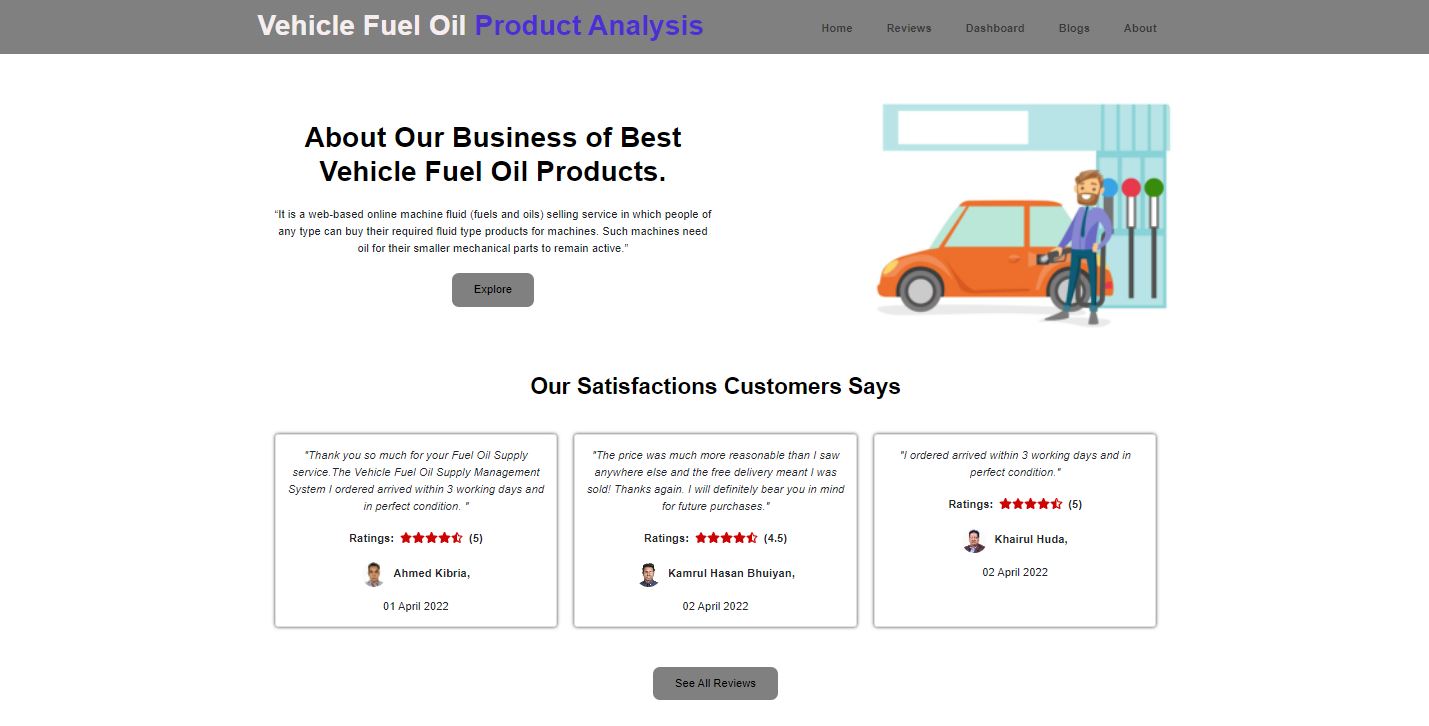 Vehicle Fuel Oil Product Analysis
Home Reviews Dashboard Blogs About
About Our Business of Best
Vehicle Fuel Oil Products.
“It is a web-based online machine fluid (fuels and oils) selling service in which people of
any type can buy their required fluid type products for machines. Such machines need
oil for their smaller mechanical parts to remain active.”
Explore
Our Satisfactions Customers Says
"Thank you so much for your Fuel Oil Supply
service.The Vehicle Fuel Oil Supply Management
System I ordered arrived within 3 working days and
in perfect condition. "
Ratings: (5)
Ahmed Kibria,
01 April 2022
"The price was much more reasonable than I saw
anywhere else and the free delivery meant I was
sold! Thanks again. I will definitely bear you in mind
for future purchases."
Ratings: (4.5)
Kamrul Hasan Bhuiyan,
02 April 2022
"I ordered arrived within 3 working days and in
perfect condition."
Ratings: (5)
Khairul Huda,
02 April 2022
See All Reviews